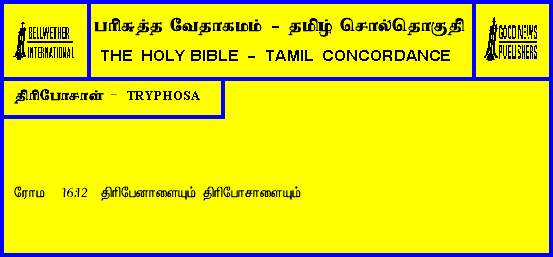 BELLWETHER
INTERNATIONAL
பரிசுத்த வேதாகமம் - தமிழ் சொல்தொகுதி
THE HOLY BIBLE - TAMIL CONCORDANCE
GOOD NEWS
PUBLISHERS
திரிபோசாள் - TRYPHOSA
ரோம 16:12 திரிபேனாளையும் திரிபோசாளையும்